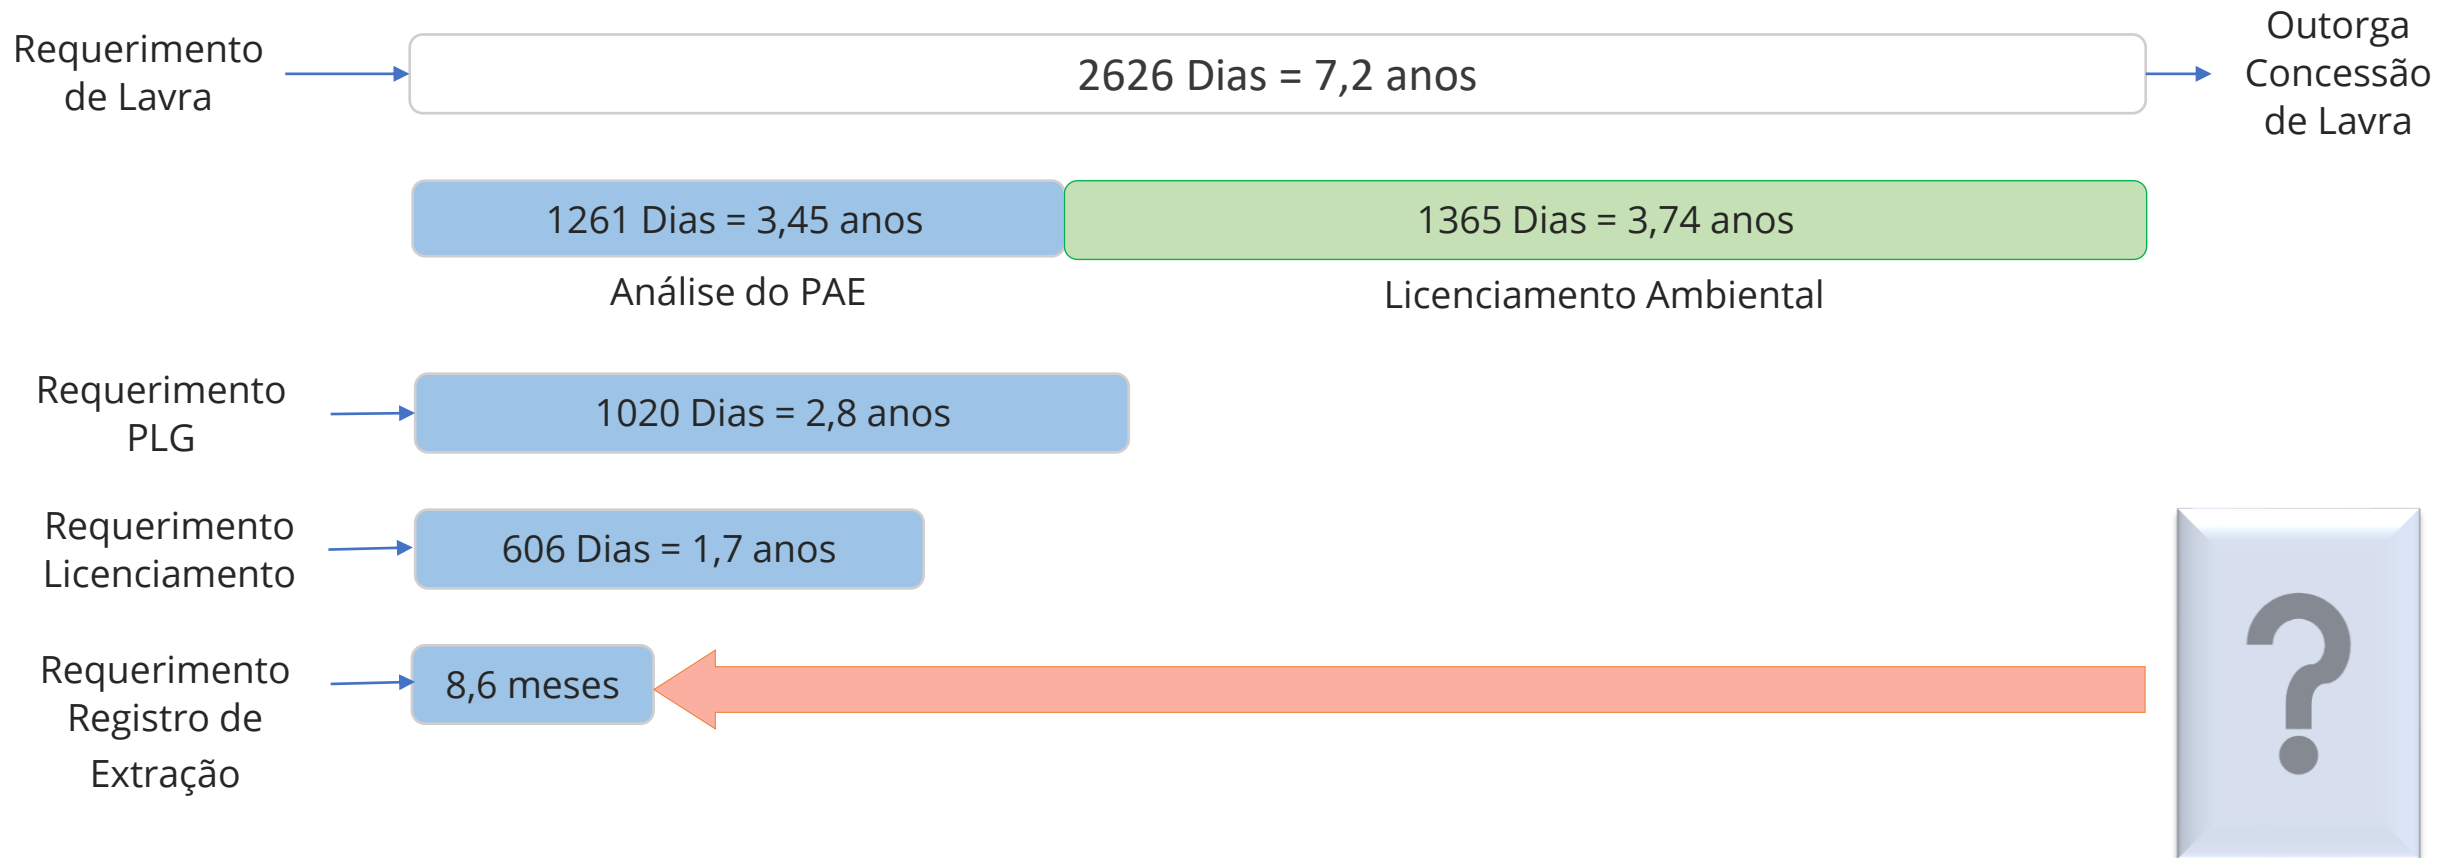 Requerimento
de Lavra
2626 Dias = 7,2 anos
Outorga
Concessão
de Lavra
1261 Dias = 3,45 anos
1365 Dias = 3,74 anos
Análise do PAE
Licenciamento Ambiental
Requerimento
PLG
1020 Dias = 2,8 anos
Requerimento
Licenciamento
606 Dias = 1,7 anos
Requerimento
Registro de
Extração
8,6 meses
?